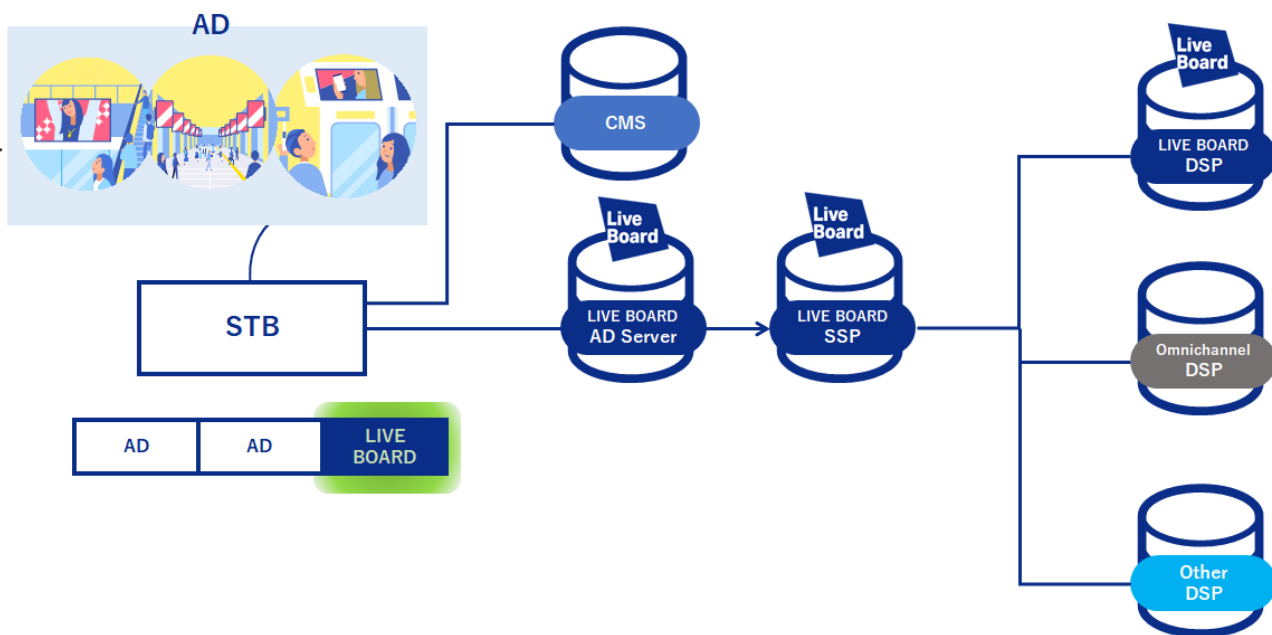 AD
CMS
Live
Board
LIVE BOARD
DSP
Live
Board
LIVE BOARD
AD Server
Live
Board
LIVE BOARD
SSP
STB
Omnichannel
DSP
AD
AD
LIVE
BOARD
Other
DSP